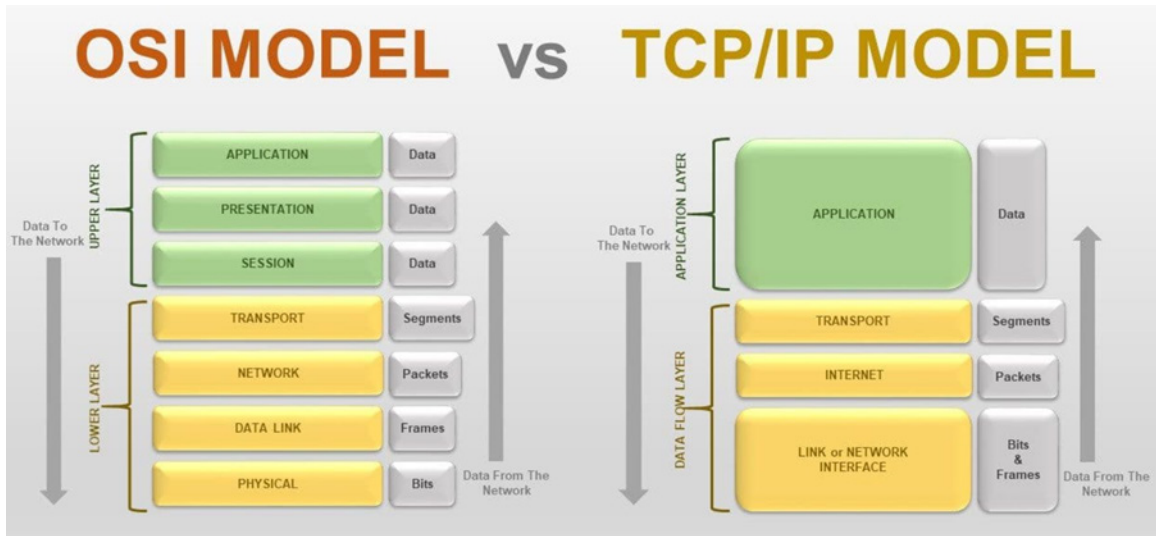 OSI MODEL vs TCP/IP MODEL
UPPER LAYER
APPLICATION Data
PRESENTATION Data
SESSION Data
Data To
The Network
LOWER LAYER
TRANSPORT Segments
NETWORK Packets
DATA LINK Frames
PHYSICAL Bits
Data From The
Network
APPLICATION LAYER
APPLICATION Data
Data To
The Network
DATA FLOW LAYER
TRANSPORT Segments
INTERNET Packets
LINK or NETWORK
INTERFACE
Bits
&
Frames
Data From The
Network